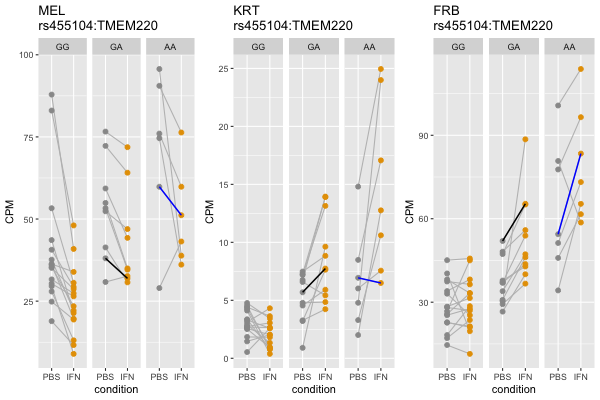 MEL
rs455104:TMEM220
GG GA AA
100
75
50
25
CPM
PBS IFN PBS IFN PBS IFN
condition
KRT
rs455104:TMEM220
GG GA AA
25
20
15
10
5
0
CPM
PBS IFN PBS IFN PBS IFN
condition
FRB
rs455104:TMEM220
GG GA AA
90
60
30
CPM
PBS IFN PBS IFN PBS IFN
condition